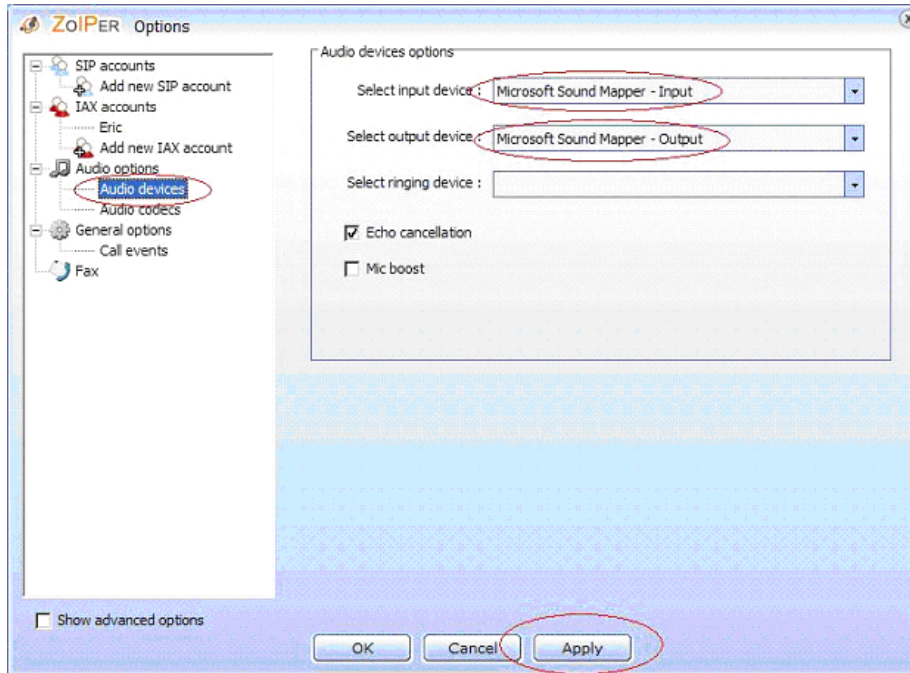 ZOIPER Options
SIP accounts
Add new SIP account
IAX accounts
Eric
Add new IAX account
Audio options
Audio devices
Audio codecs
General options
Call events
Fax
Audio devices options
Select input device :
Microsoft Sound Mapper - Input
Select output device :
Microsoft Sound Mapper - Output
Select ringing device :
Echo cancellation
Mic boost
Show advanced options
OK
Cancel
Apply